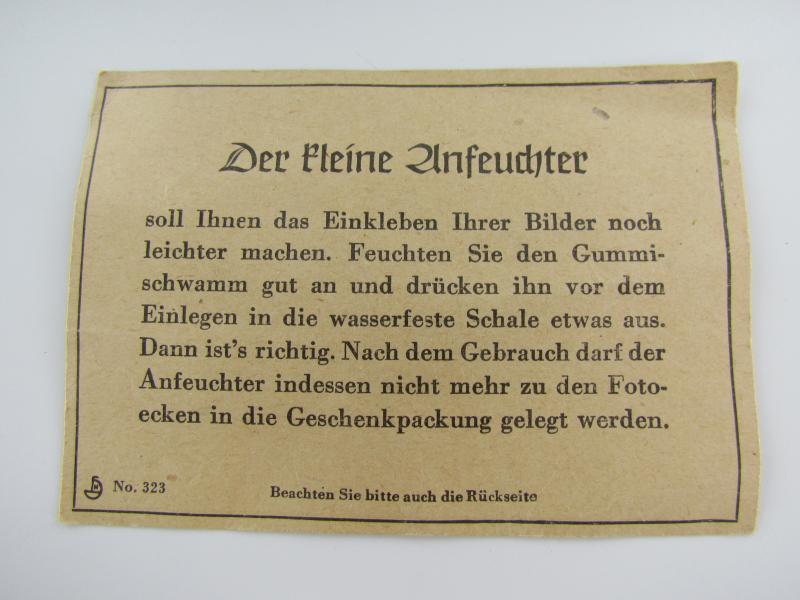 Der kleine Anfeuchter
soll Ihnen das Einkleben Ihrer Bilder noch
leichter machen. Feuchten Sie den Gummi-
schwamm gut an und drücken ihn vor dem
Einlegen in die wasserfeste Schale etwas aus.
Dann ist's richtig. Nach dem Gebrauch darf der
Anfeuchter indessen nicht mehr zu den Foto-
ecken in die Geschenkpackung gelegt werden.
No. 323
Beachten Sie bitte auch die Rückseite